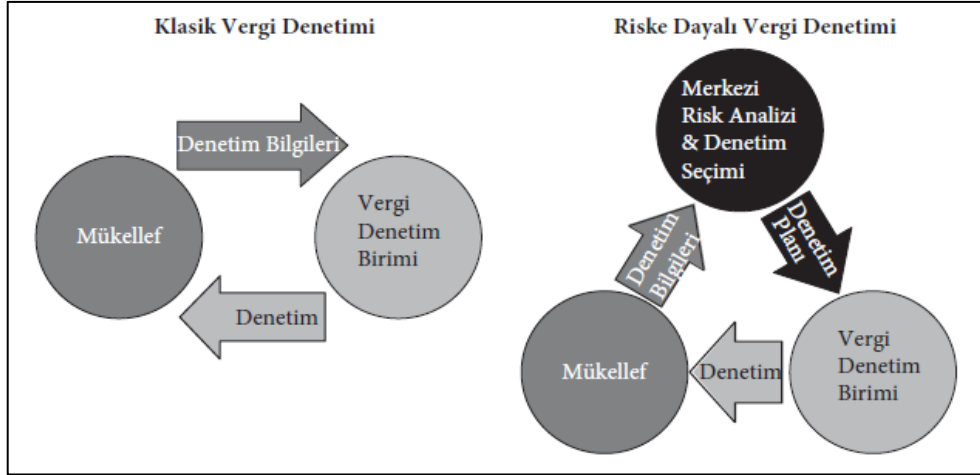 Klasik Vergi Denetimi
Denetim Bilgileri
Mükellef
Vergi
Denetim
Birimi
Denetim
Riske Dayalı Vergi Denetimi
Merkezi
Risk Analizi
& Denetim
Seçimi
Denetim
Bilgileri
Denetim
Planı
Mükellef
Denetim
Vergi
Denetim
Birimi